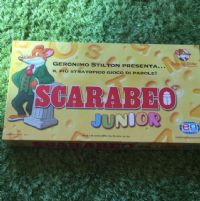 GERONIMO STILTON PRESENTA...
IL PIÙ STRATOPICO GIOCO DI PAROLE!
SCARABEO
JUNIOR